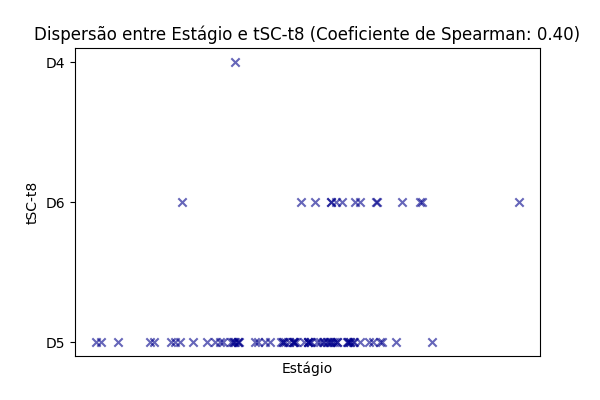 Dispersão entre Estágio e tSC-t8 (Coeficiente de Spearman: 0.40)
D4
D6
D5
tSC-t8
Estágio